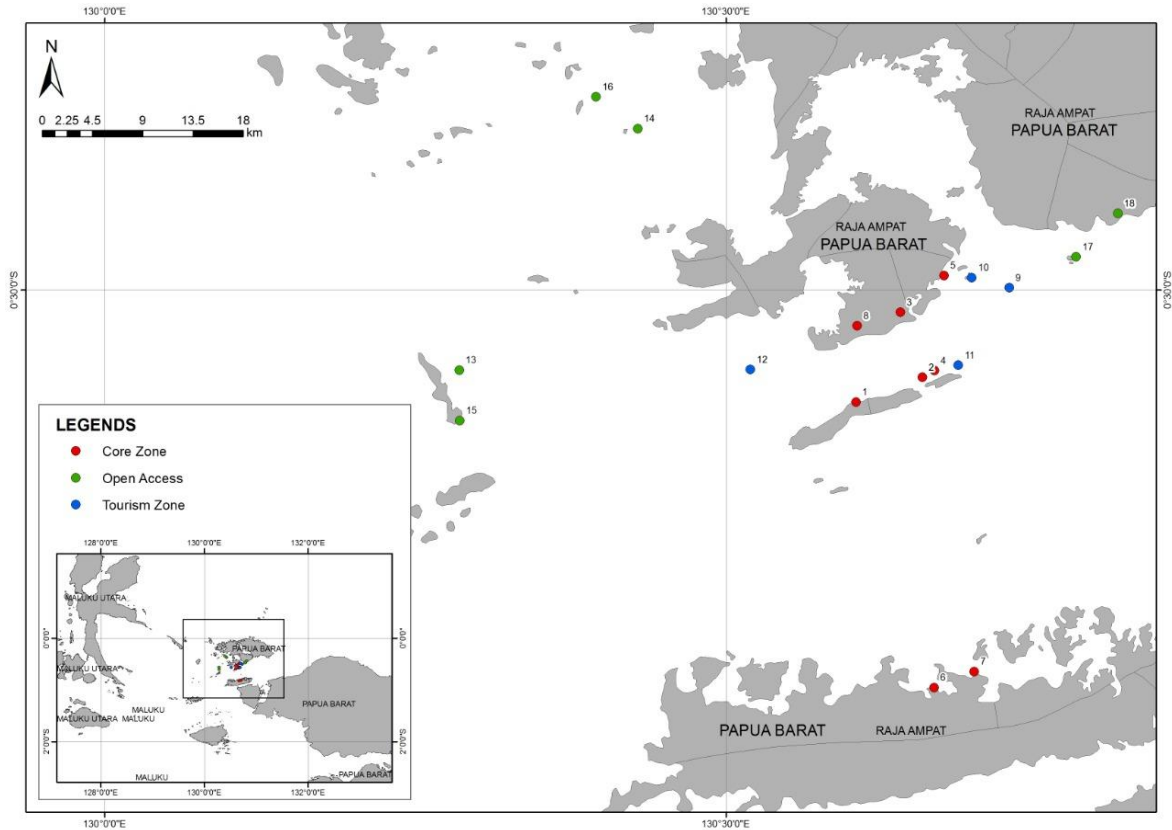 130°0'0"E
130°30'0"E
N
0 2.25 4.5 9 13.5 18
km
16
14
RAJA AMPAT
PAPUA BARAT
18
RAJA AMPAT
PAPUA BARAT
17
5
10
9
0°30'0"S
0°30'0"S
3
8
13
12
2
4
11
1
15
LEGENDS
Core Zone
Open Access
Tourism Zone
128°0'0"E
130°0'0"E
132°0'0"E
MALUKU UTARA
0°0'0"
0°0'0"
PAPUA BARAT
MALUKU UTARA
MALUKU
MALUKU UTARA
MALUKU
PAPUA BARAT
2°0'0"S
2°0'0"S
MALUKU
PAPUA BARAT
128°0'0"E
130°0'0"E
132°0'0"E
7
6
PAPUA BARAT
RAJA AMPAT
130°0'0"E
130°30'0"E